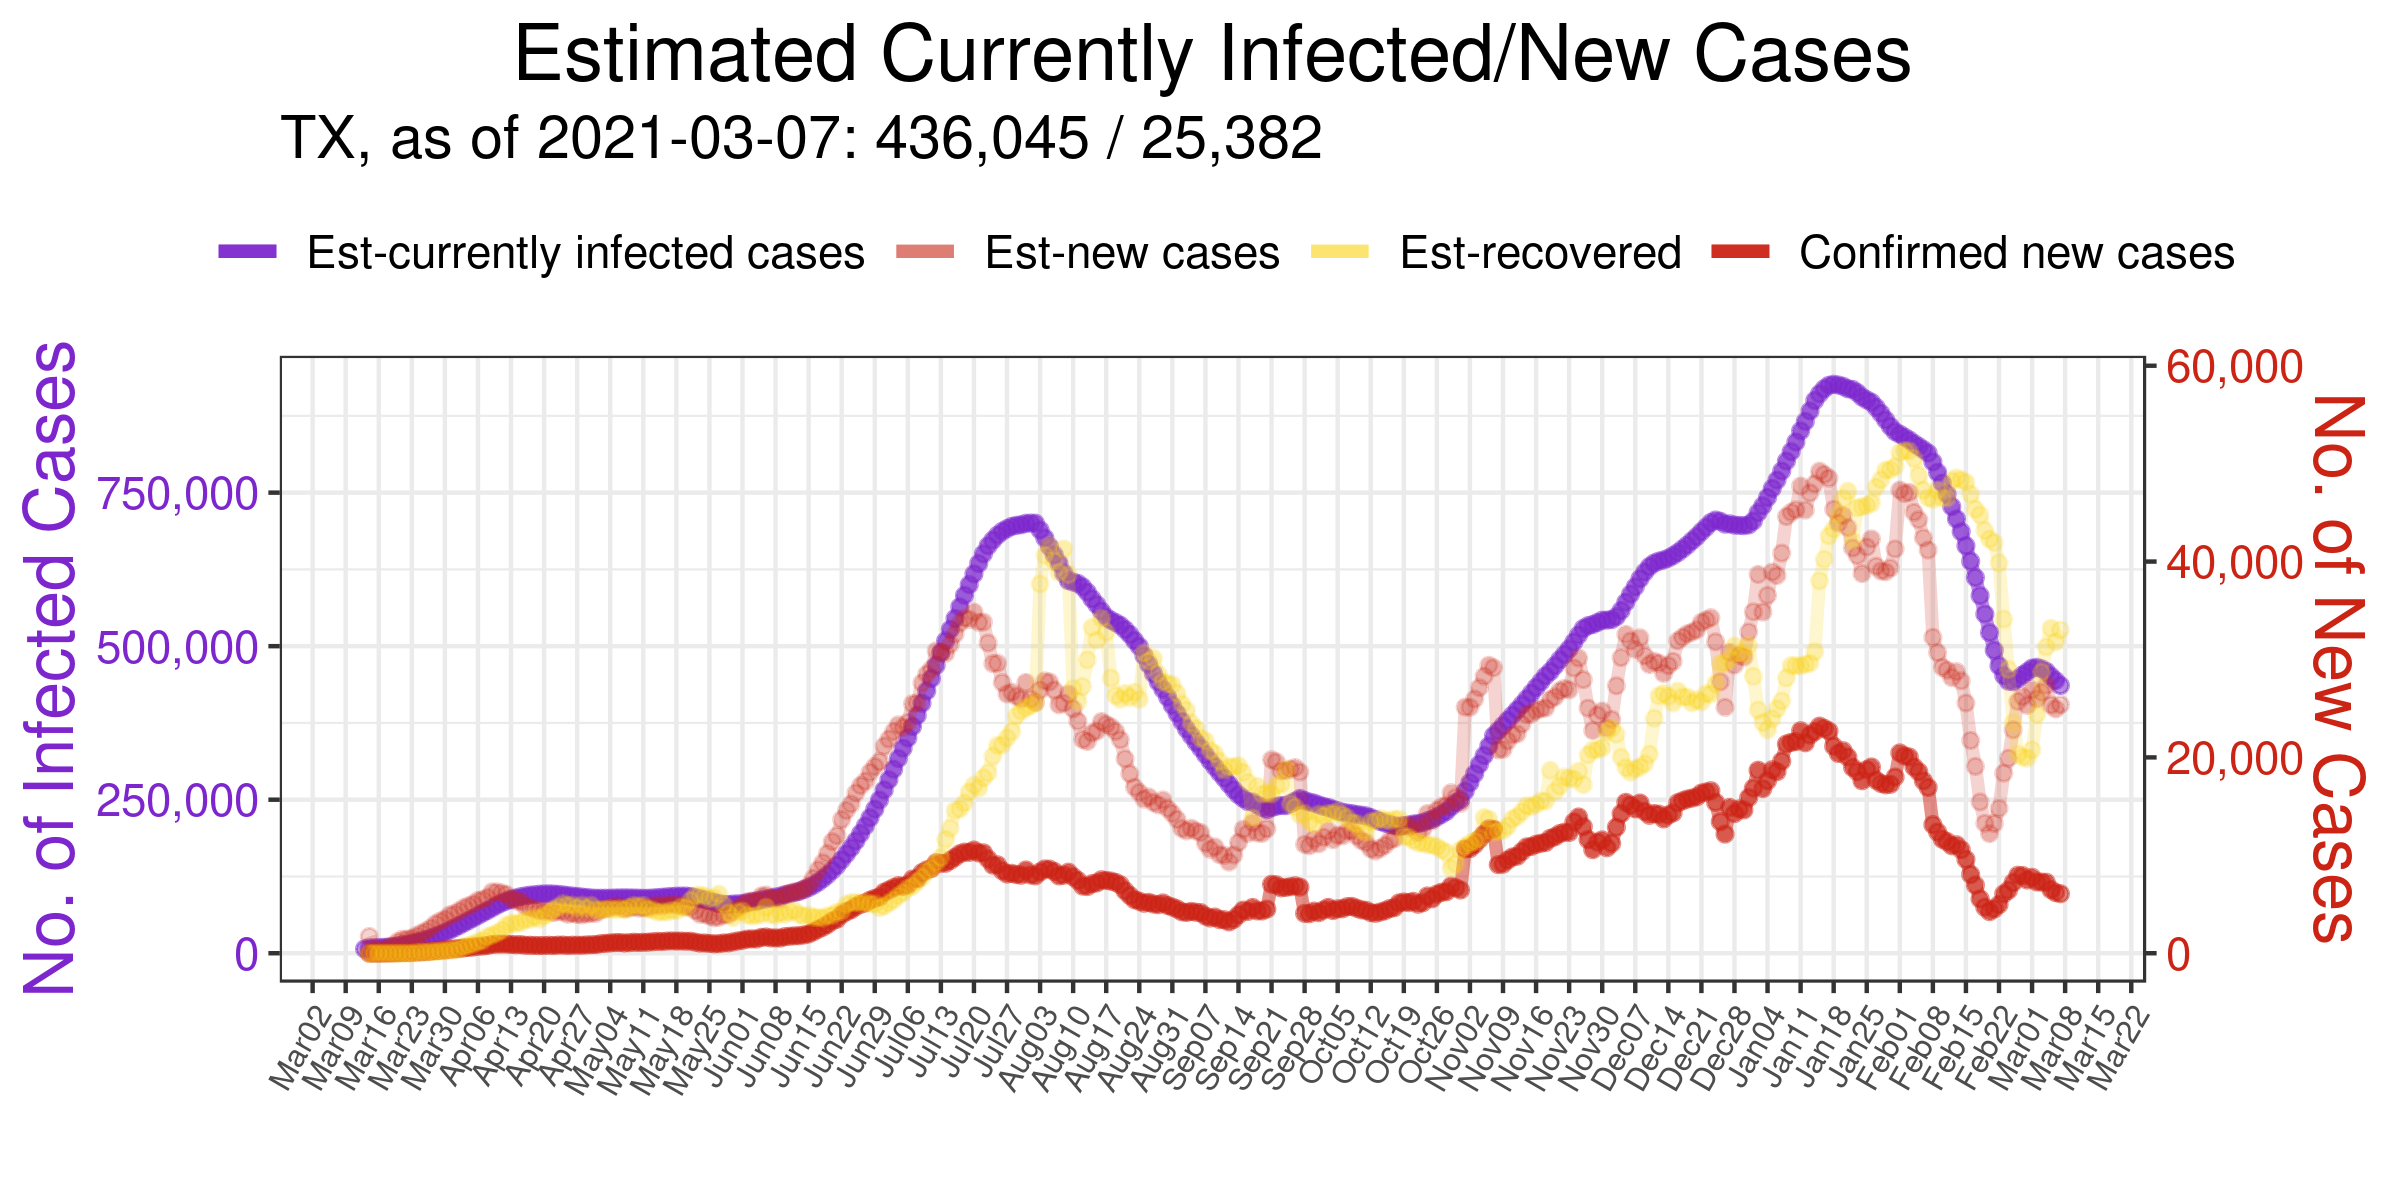 Estimated Currently Infected/New Cases
TX, as of 2021-03-07: 436,045 / 25,382
Est-currently infected cases Est-new cases Est-recovered Confirmed new cases
No. of Infected Cases
750,000
500,000
250,000
0
60,000
40,000
20,000
0
No. of New Cases
Mar02 Mar09 Mar16 Mar23 Mar30 Apr06 Apr13 Apr20 Apr27 May04 May11 May18 May25 Jun01 Jun08 Jun15 Jun22 Jun29 Jul06 Jul13 Jul20 Jul27 Aug03 Aug10 Aug17 Aug24 Aug31 Sep07 Sep14 Sep21 Sep28 Oct05 Oct12 Oct19 Oct26 Nov02 Nov09 Nov16 Nov23 Nov30 Dec07 Dec14 Dec21 Dec28 Jan04 Jan11 Jan18 Jan25 Feb01 Feb08 Feb15 Feb22 Mar01 Mar08 Mar15 Mar22